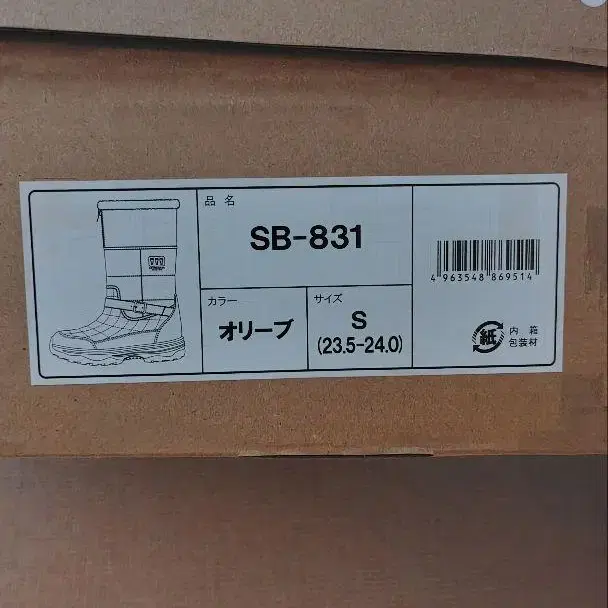 品名
SB-831
カラー
オリーブ
サイズ
S
(23.5-24.0)
4 963548 869514
紙
内箱
包装材